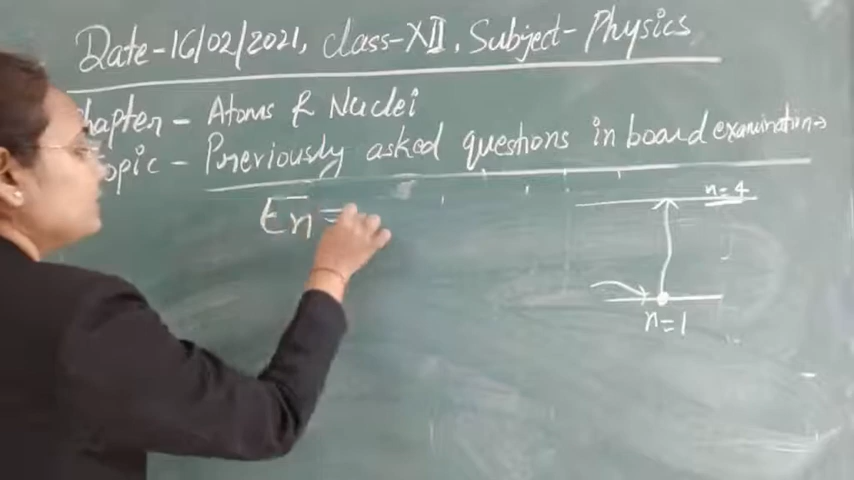 Date-16/02/2021, class-XII, Subject-Physics
hapter - Atoms & Nuclei
opic - Previously asked questions in board examination→
n=4
En =
n=1